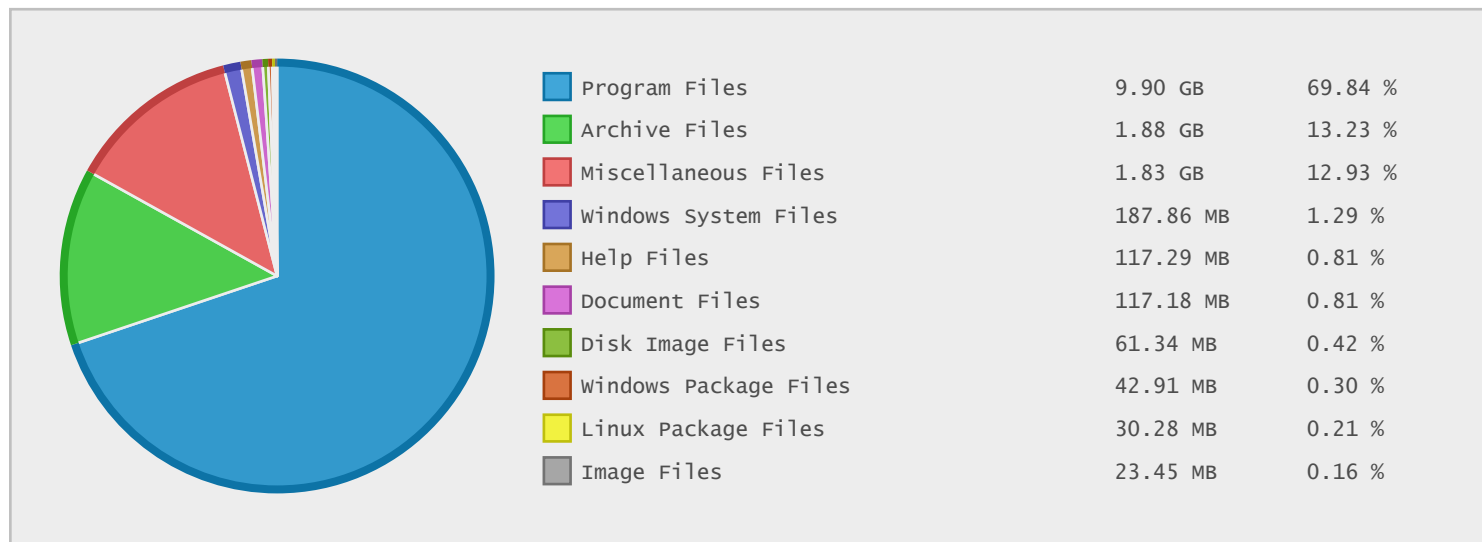 Program Files 9.90 GB 69.84 %
Archive Files 1.88 GB 13.23 %
Miscellaneous Files 1.83 GB 12.93 %
Windows System Files 187.86 MB 1.29 %
Help Files 117.29 MB 0.81 %
Document Files 117.18 MB 0.81 %
Disk Image Files 61.34 MB 0.42 %
Windows Package Files 42.91 MB 0.30 %
Linux Package Files 30.28 MB 0.21 %
Image Files 23.45 MB 0.16 %